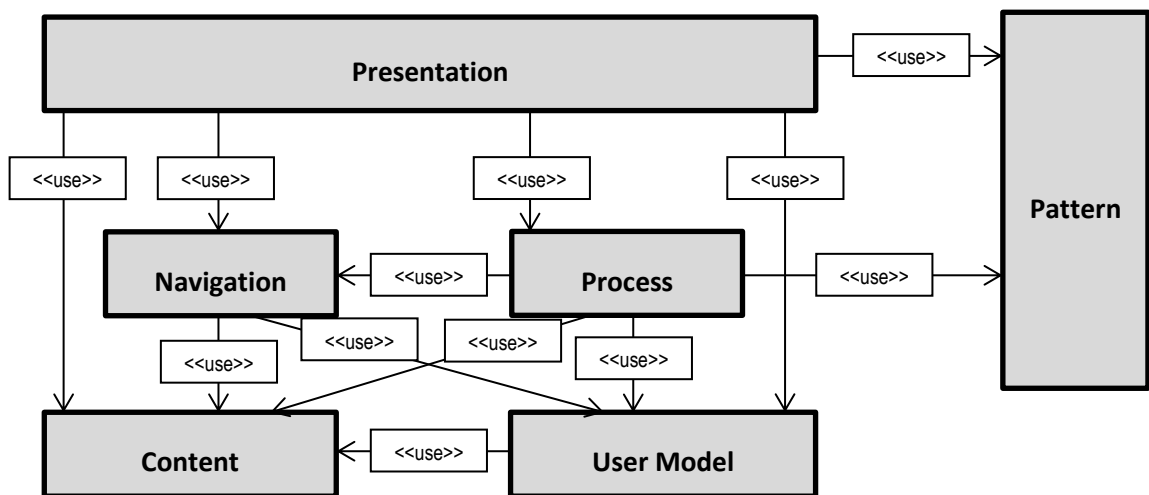 Presentation
<<use>>
<<use>>
<<use>>
<<use>>
<<use>>
Pattern
Navigation
<<use>>
Process
<<use>>
<<use>>
<<use>>
<<use>>
<<use>>
Content
<<use>>
User Model